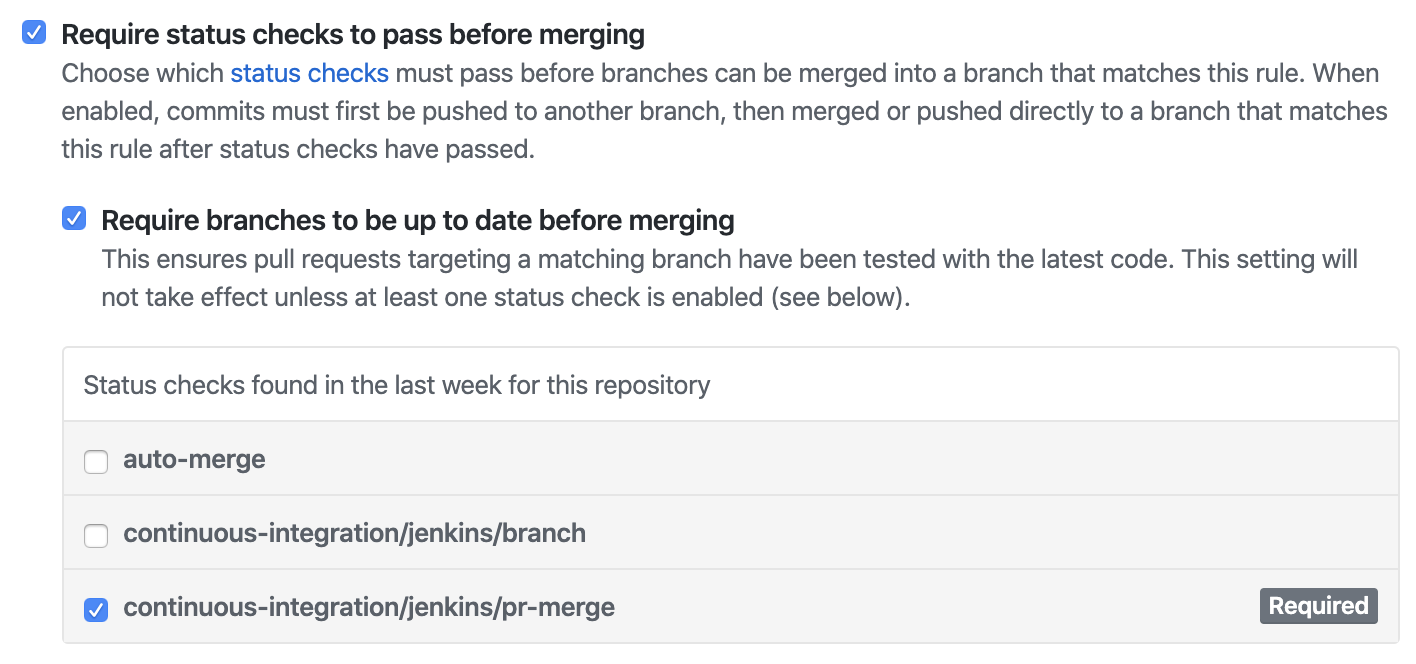 Require status checks to pass before merging
Choose which status checks must pass before branches can be merged into a branch that matches this rule. When
enabled, commits must first be pushed to another branch, then merged or pushed directly to a branch that matches
this rule after status checks have passed.
Require branches to be up to date before merging
This ensures pull requests targeting a matching branch have been tested with the latest code. This setting will
not take effect unless at least one status check is enabled (see below).
Status checks found in the last week for this repository
auto-merge
continuous-integration/jenkins/branch
continuous-integration/jenkins/pr-merge Required